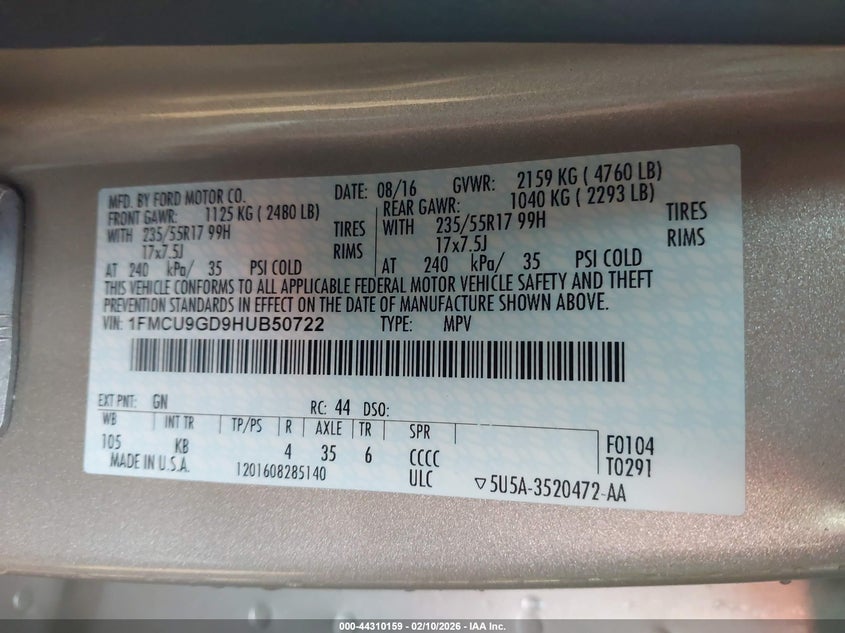 MFD. BY FORD MOTOR CO. DATE: 08/16 GVWR: 2159 KG ( 4760 LB)
FRONT GAWR: 1125 KG ( 2480 LB) REAR GAWR: 1040 KG ( 2293 LB)
WITH 235/55R17 99H TIRES WITH 235/55R17 99H TIRES
17x7.5J RIMS 17x7.5J RIMS
AT 240 kPa/ 35 PSI COLD AT 240 kPa/ 35 PSI COLD
THIS VEHICLE CONFORMS TO ALL APPLICABLE FEDERAL MOTOR VEHICLE SAFETY AND THEFT
PREVENTION STANDARDS IN EFFECT ON THE DATE OF MANUFACTURE SHOWN ABOVE.
VIN: 1FMCU9GD9HUB50722 TYPE: MPV
EXT PNT: GN RC: 44 DSO:
WB INT TR TP/PS R AXLE TR SPR
105 KB 4 35 6 CCCC F0104
MADE IN U.S.A. 1201608285140 ULC T0291
▽5U5A-3520472-AA
000-44310159 - 02/10/2026 - IAA Inc.